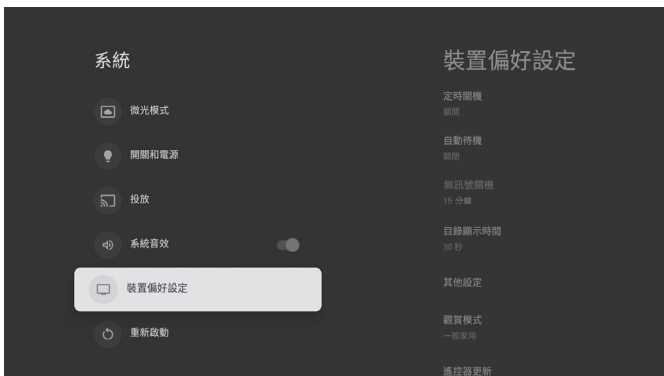 系統
微光模式
開關和電源
投放
系統音效
裝置偏好設定
重新啟動
裝置偏好設定
定時關機
關閉
自動待機
關閉
無訊號關機
15 分鐘
目錄顯示時間
30 秒
其他設定
觀賞模式
一般家用
遙控器更新